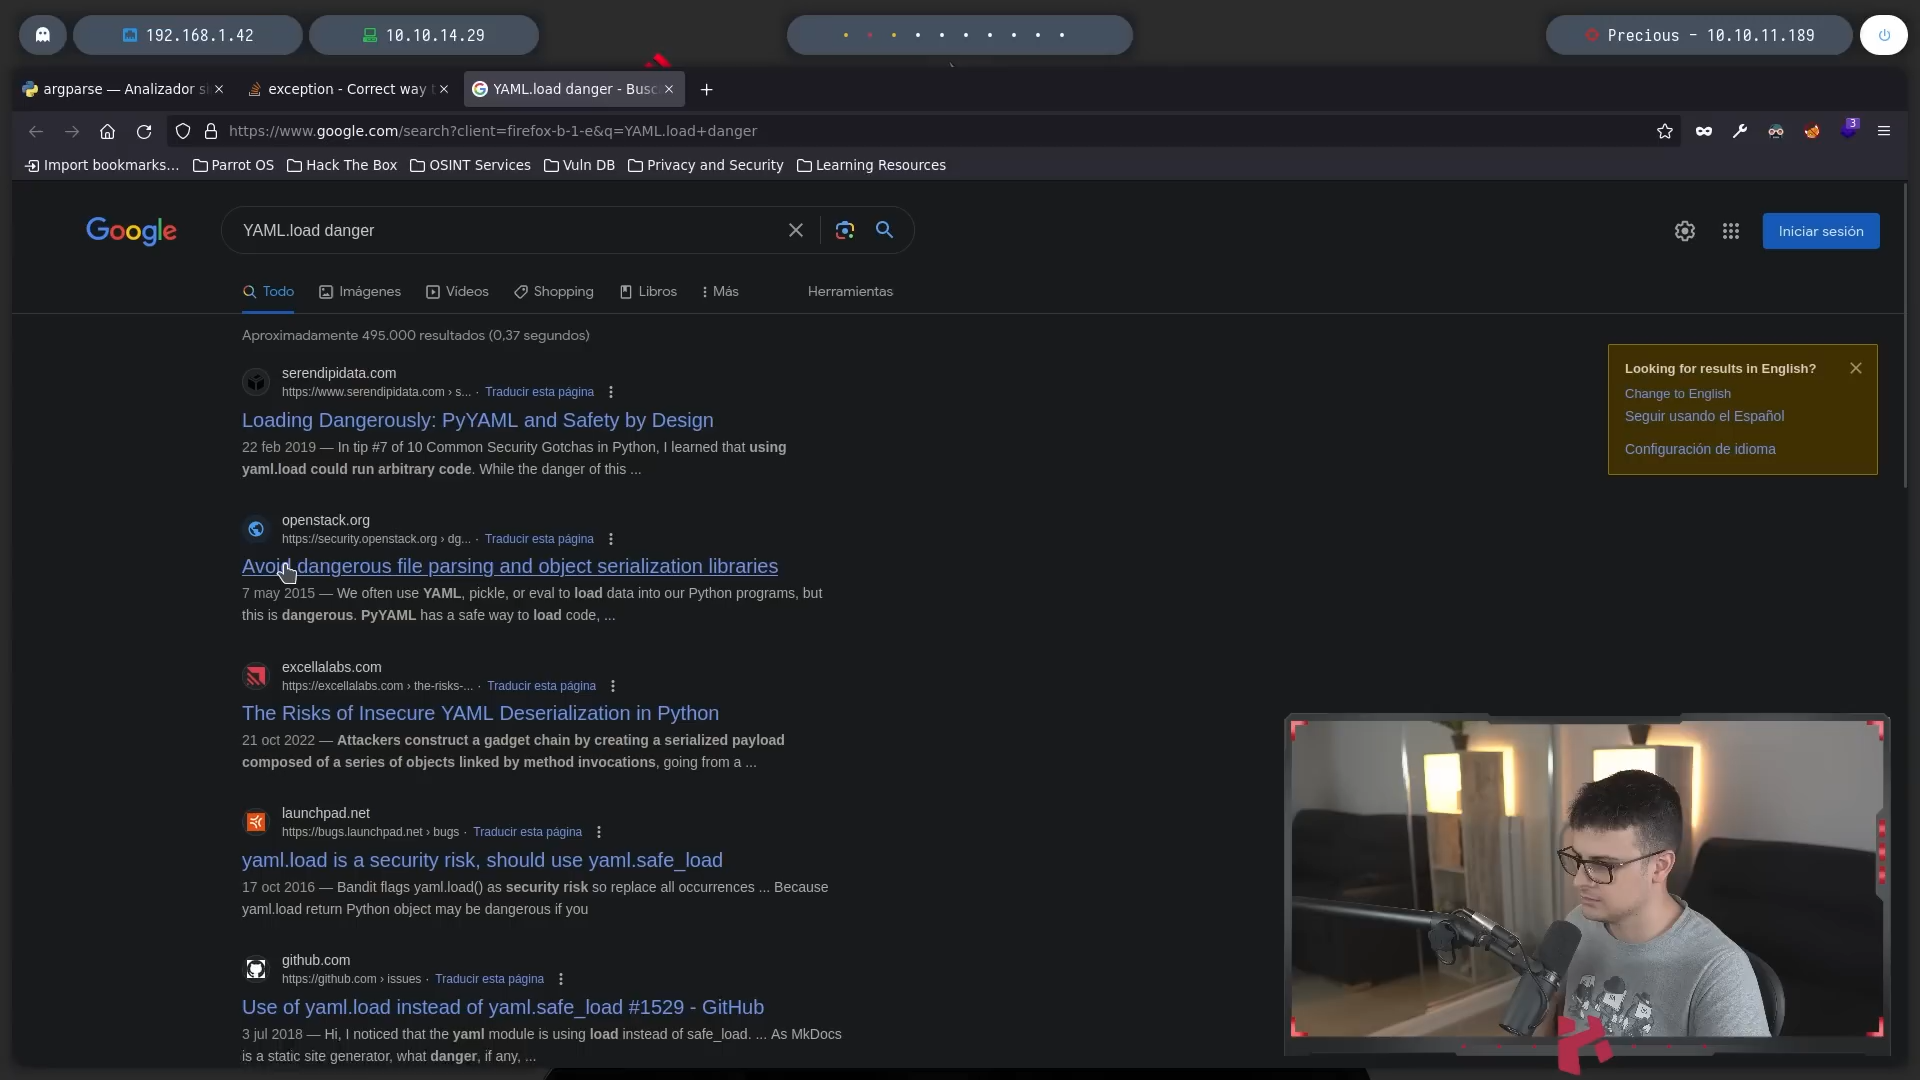 192.168.1.42
10.10.14.29
Precious - 10.10.11.189
argparse — Analizador si
exception - Correct way t
YAML.load danger - Busc
https://www.google.com/search?client=firefox-b-1-e&q=YAML.load+danger
3
Import bookmarks...
Parrot OS
Hack The Box
OSINT Services
Vuln DB
Privacy and Security
Learning Resources
Google
YAML.load danger
Iniciar sesión
Todo
Imágenes
Vídeos
Shopping
Libros
Más
Herramientas
Aproximadamente 495.000 resultados (0,37 segundos)
serendipidata.com
https://www.serendipidata.com › s... · Traducir esta página
Loading Dangerously: PyYAML and Safety by Design
22 feb 2019 — In tip #7 of 10 Common Security Gotchas in Python, I learned that using
yaml.load could run arbitrary code. While the danger of this ...
Looking for results in English?
Change to English
Seguir usando el Español
Configuración de idioma
openstack.org
https://security.openstack.org › dg... · Traducir esta página
Avoid dangerous file parsing and object serialization libraries
7 may 2015 — We often use YAML, pickle, or eval to load data into our Python programs, but
this is dangerous. PyYAML has a safe way to load code, ...
excellalabs.com
https://excellalabs.com › the-risks-... · Traducir esta página
The Risks of Insecure YAML Deserialization in Python
21 oct 2022 — Attackers construct a gadget chain by creating a serialized payload
composed of a series of objects linked by method invocations, going from a ...
launchpad.net
https://bugs.launchpad.net › bugs · Traducir esta página
yaml.load is a security risk, should use yaml.safe_load
17 oct 2016 — Bandit flags yaml.load() as security risk so replace all occurrences ... Because
yaml.load return Python object may be dangerous if you
github.com
https://github.com › issues · Traducir esta página
Use of yaml.load instead of yaml.safe_load #1529 - GitHub
3 jul 2018 — Hi, I noticed that the yaml module is using load instead of safe_load. ... As MkDocs
is a static site generator, what danger, if any, ...